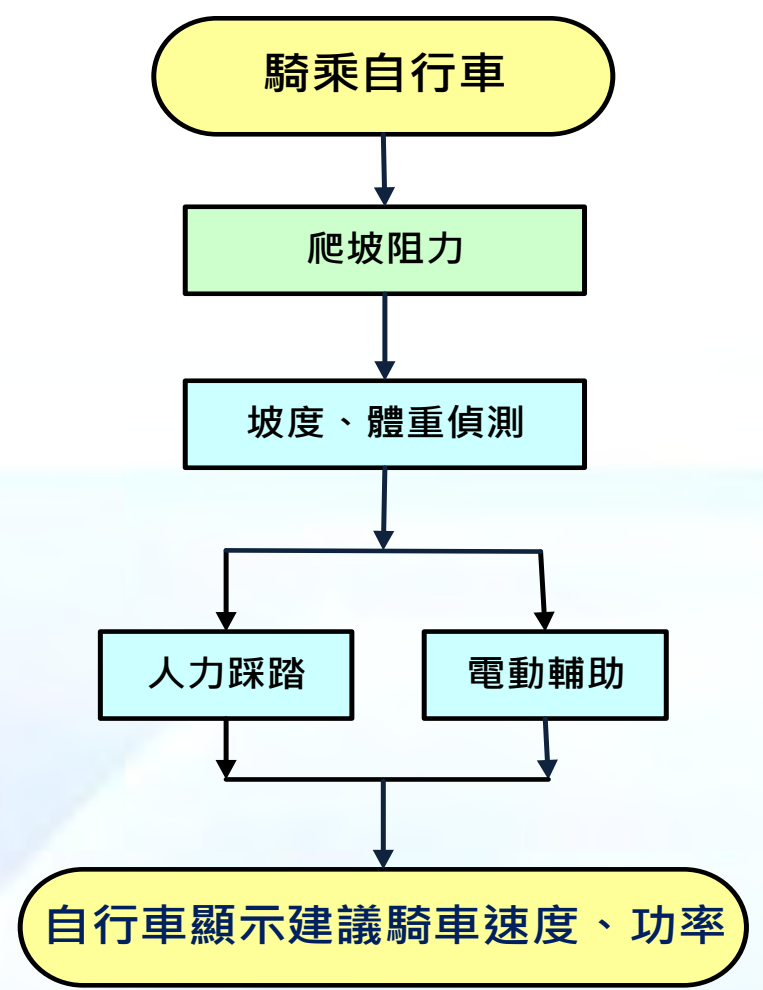 騎乘自行車
爬坡阻力
坡度、體重偵測
人力踩踏
電動輔助
自行車顯示建議騎車速度、功率